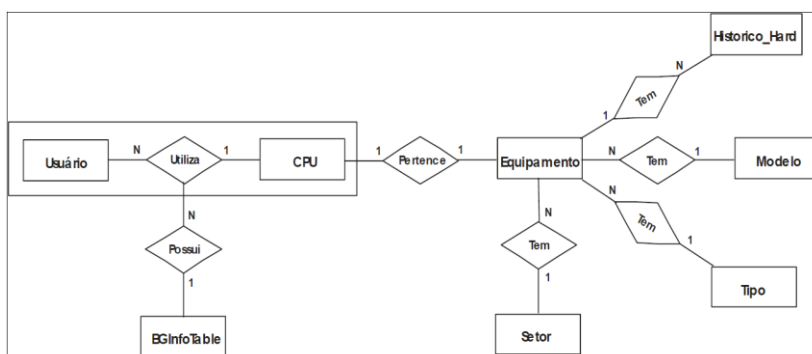 Historico_Hard
N
Tem
1
Usuário
N
Utiliza
1
CPU
1
Pertence
1
Equipamento
N
Tem
1
Modelo
N
Possui
1
BGInfoTable
N
Tem
1
Setor
N
Tem
1
Tipo